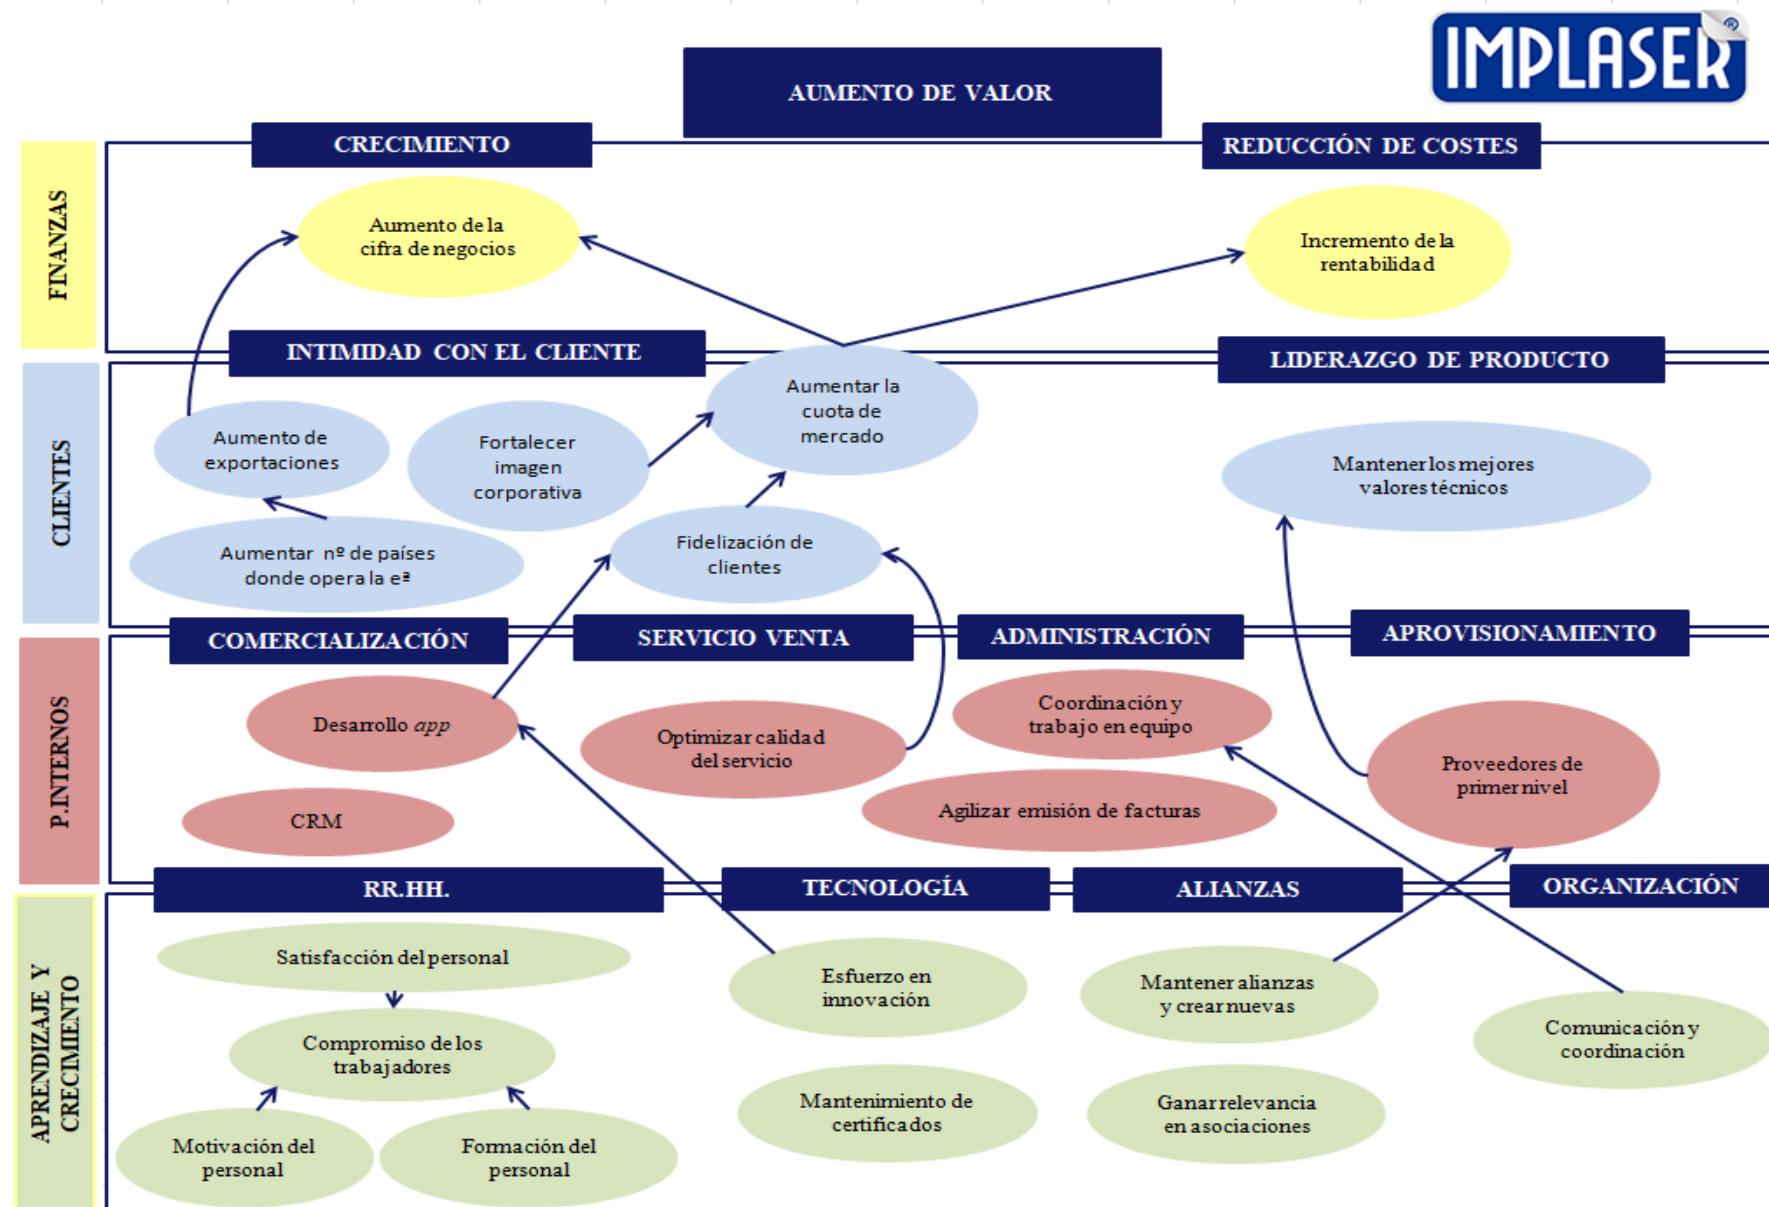 IMPLASER®
AUMENTO DE VALOR
CRECIMIENTO
REDUCCIÓN DE COSTES
FINANZAS
Aumento de la
cifra de negocios
Incremento de la
rentabilidad
INTIMIDAD CON EL CLIENTE
LIDERAZGO DE PRODUCTO
CLIENTES
Aumento de
exportaciones
Fortalecer
imagen
corporativa
Aumentar la
cuota de
mercado
Mantener los mejores
valores técnicos
Aumentar nº de países
donde opera la eª
Fidelización de
clientes
COMERCIALIZACIÓN
SERVICIO VENTA
ADMINISTRACIÓN
APROVISIONAMIENTO
P.INTERNOS
Desarrollo app
Optimizar calidad
del servicio
Coordinación y
trabajo en equipo
Proveedores de
primer nivel
CRM
Agilizar emisión de facturas
RR.HH.
TECNOLOGÍA
ALIANZAS
ORGANIZACIÓN
APRENDIZAJE Y
CRECIMIENTO
Satisfacción del personal
Esfuerzo en
innovación
Mantener alianzas
y crear nuevas
Comunicación y
coordinación
Compromiso de los
trabajadores
Mantenimiento de
certificados
Ganar relevancia
en asociaciones
Motivación del
personal
Formación del
personal